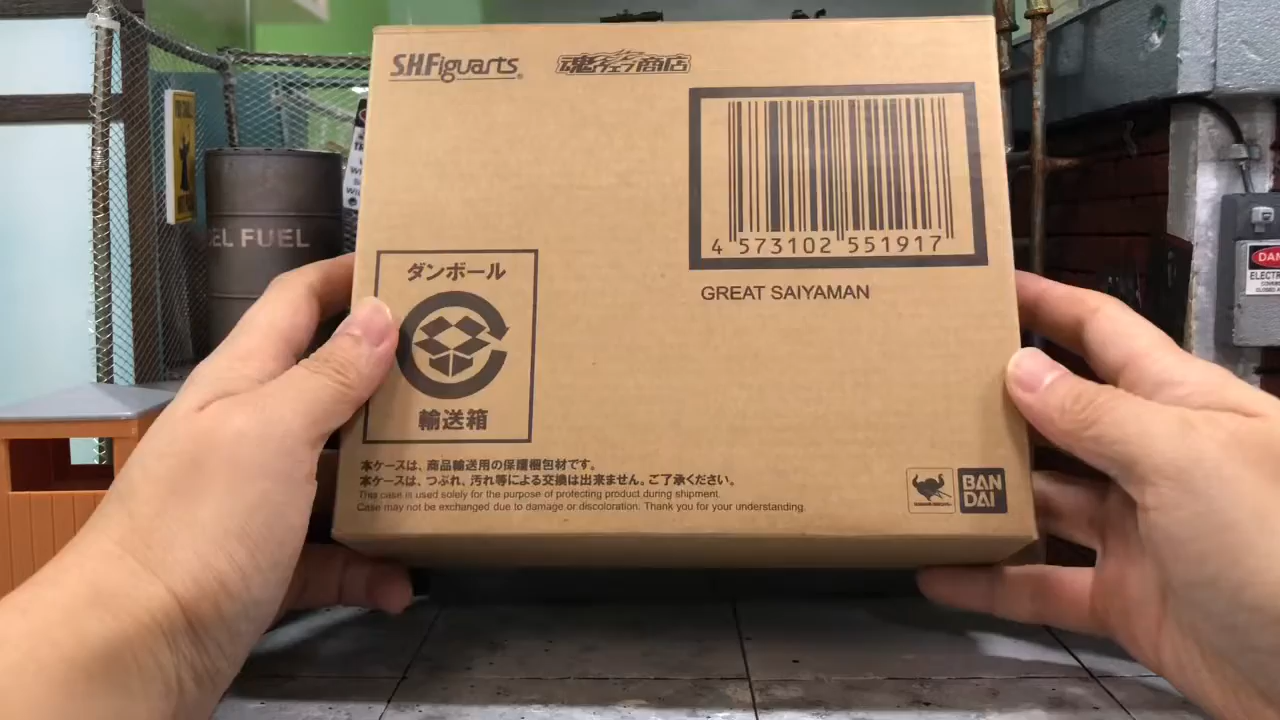 S.H.Figuarts
魂ウェブ商店
4 573102 551917
GREAT SAIYAMAN
ダンボール
輸送箱
本ケースは、商品輸送用の保護梱包材です。
本ケースは、つぶれ、汚れ等による交換は出来ません。ご了承ください。
This case is used solely for the purpose of protecting product during shipment.
Case may not be exchanged due to damage or discoloration. Thank you for your understanding.
BAN
DAI
EL FUEL
DAN
ELECTR